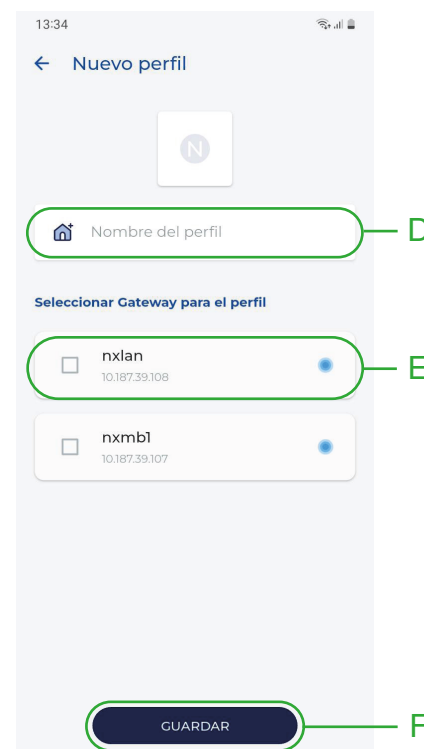 13:34
Nuevo perfil
N
Nombre del perfil
D
Seleccionar Gateway para el perfil
nxlan
10.187.39.108
E
nxmb1
10.187.39.107
GUARDAR
F